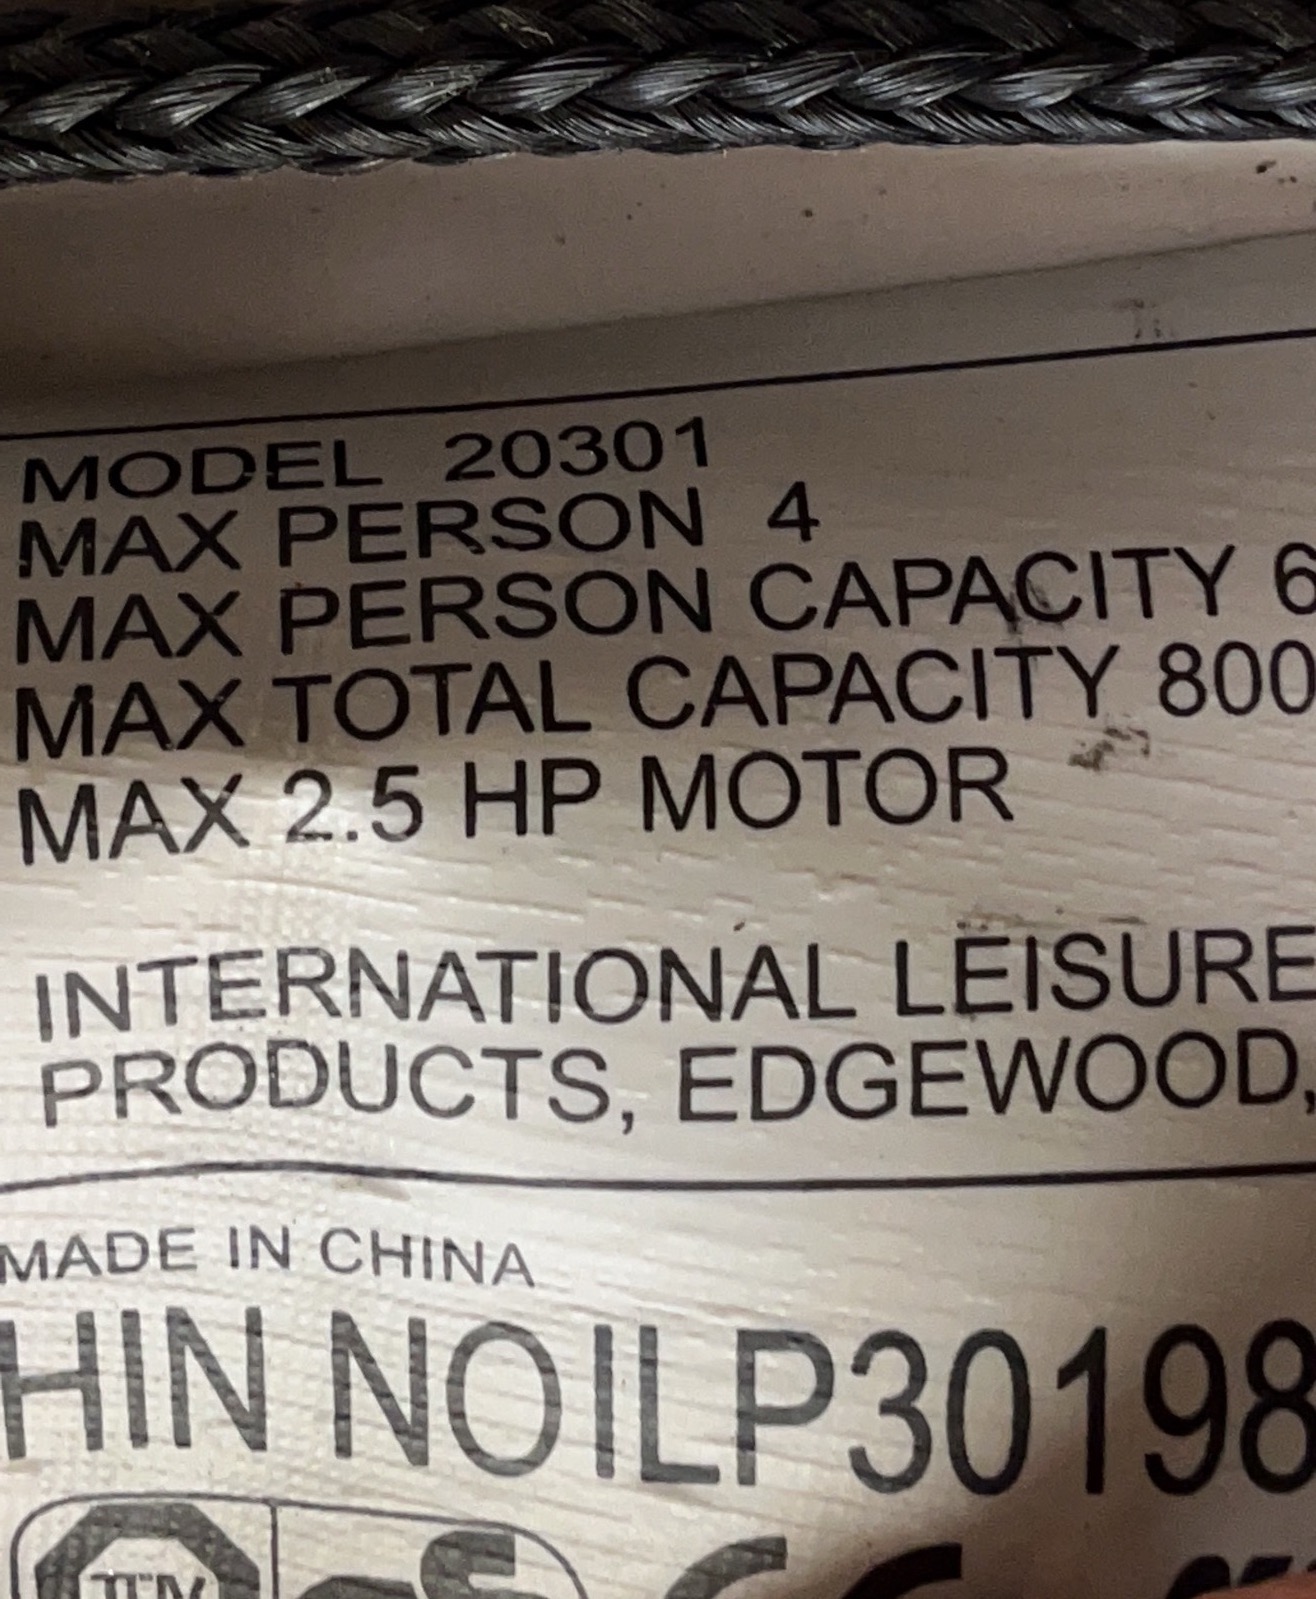 MODEL 20301
MAX PERSON 4
MAX PERSON CAPACITY 6
MAX TOTAL CAPACITY 800
MAX 2.5 HP MOTOR
INTERNATIONAL LEISURE
PRODUCTS, EDGEWOOD,
MADE IN CHINA
HIN NOILP30198